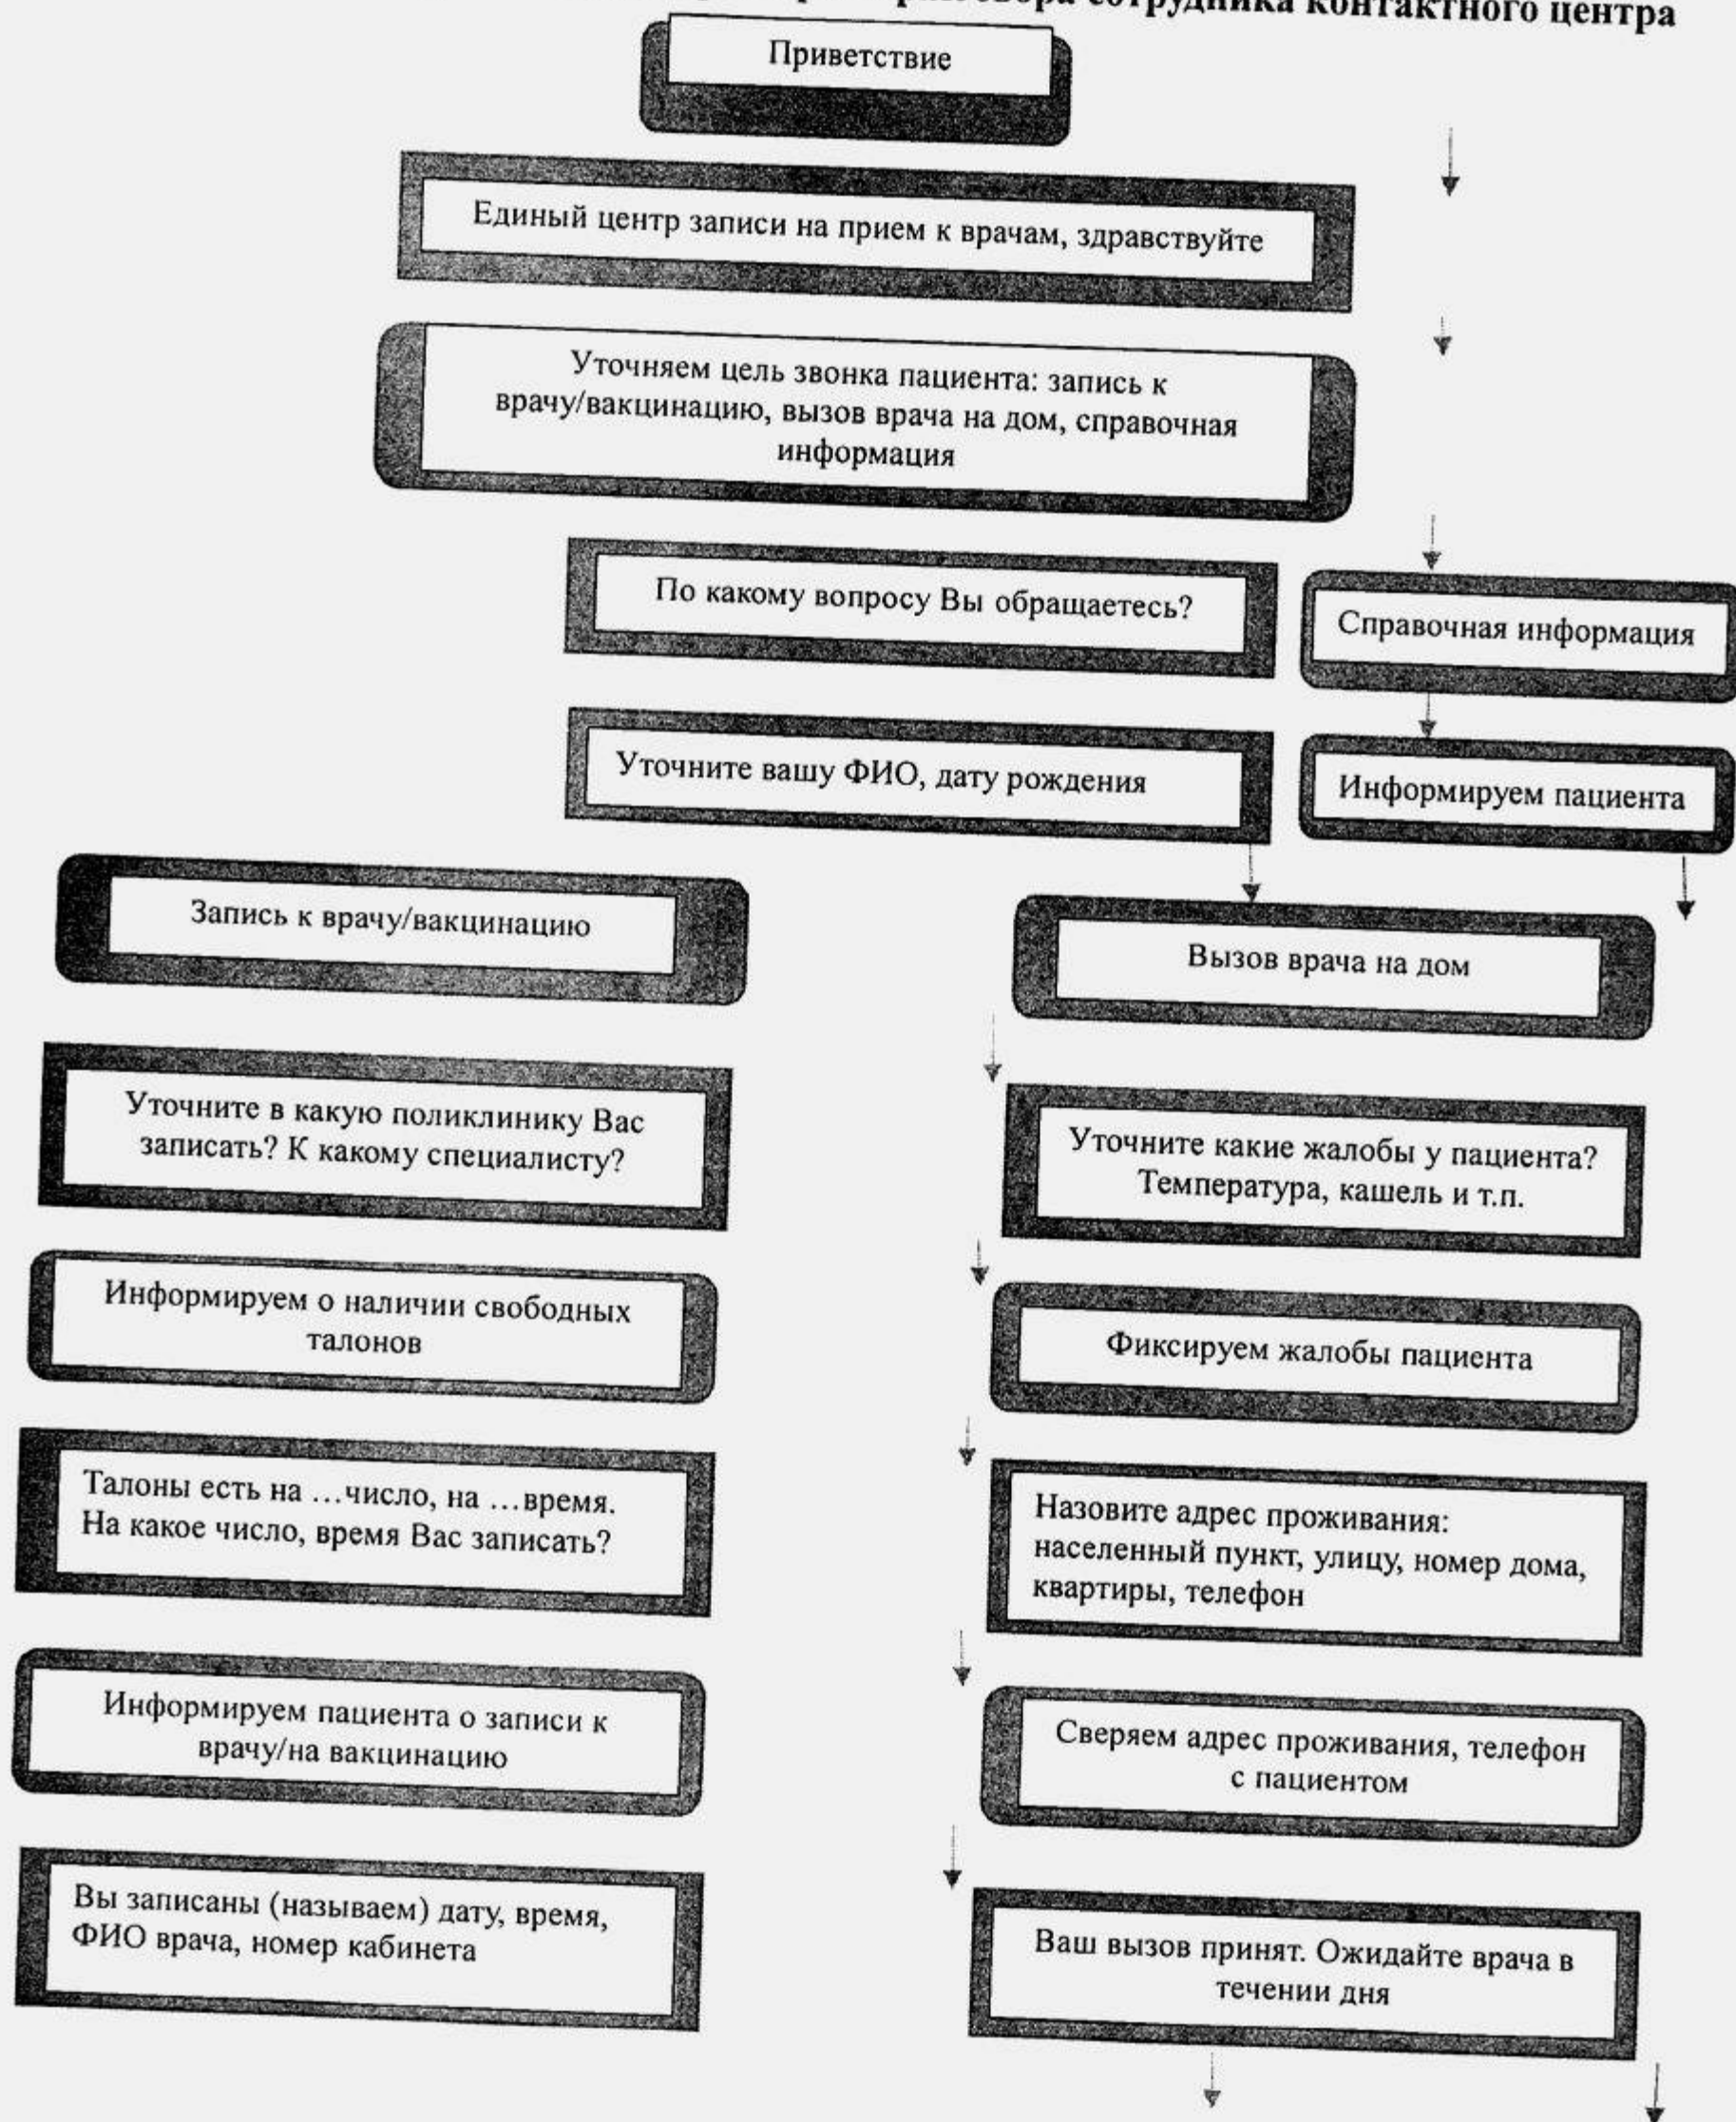 сотрудника контактного центра
Приветствие
Единый центр записи на прием к врачам, здравствуйте
Уточняем цель звонка пациента: запись к
врачу/вакцинацию, вызов врача на дом, справочная
информация
По какому вопросу Вы обращаетесь?
Справочная информация
Уточните вашу ФИО, дату рождения
Информируем пациента
Запись к врачу/вакцинацию
Уточните в какую поликлинику Вас
записать? К какому специалисту?
Информируем о наличии свободных
талонов
Талоны есть на ...число, на ...время.
На какое число, время Вас записать?
Информируем пациента о записи к
врачу/на вакцинацию
Вы записаны (называем) дату, время,
ФИО врача, номер кабинета
Вызов врача на дом
Уточните какие жалобы у пациента?
Температура, кашель и т.п.
Фиксируем жалобы пациента
Назовите адрес проживания:
населенный пункт, улицу, номер дома,
квартиры, телефон
Сверяем адрес проживания, телефон
с пациентом
Ваш вызов принят. Ожидайте врача в
течении дня